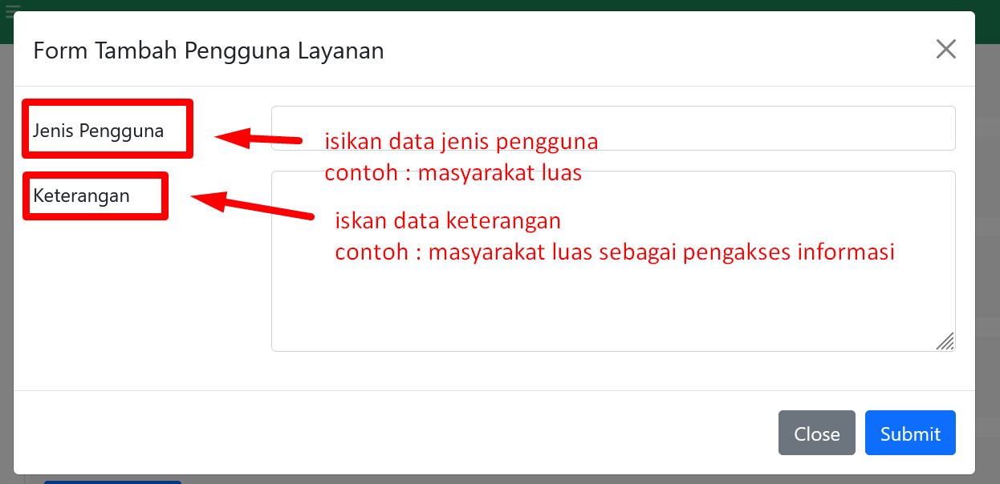 Form Tambah Pengguna Layanan
Jenis Pengguna
isikan data jenis pengguna
contoh : masyarakat luas
Keterangan
iskan data keterangan
contoh : masyarakat luas sebagai pengakses informasi
Close
Submit